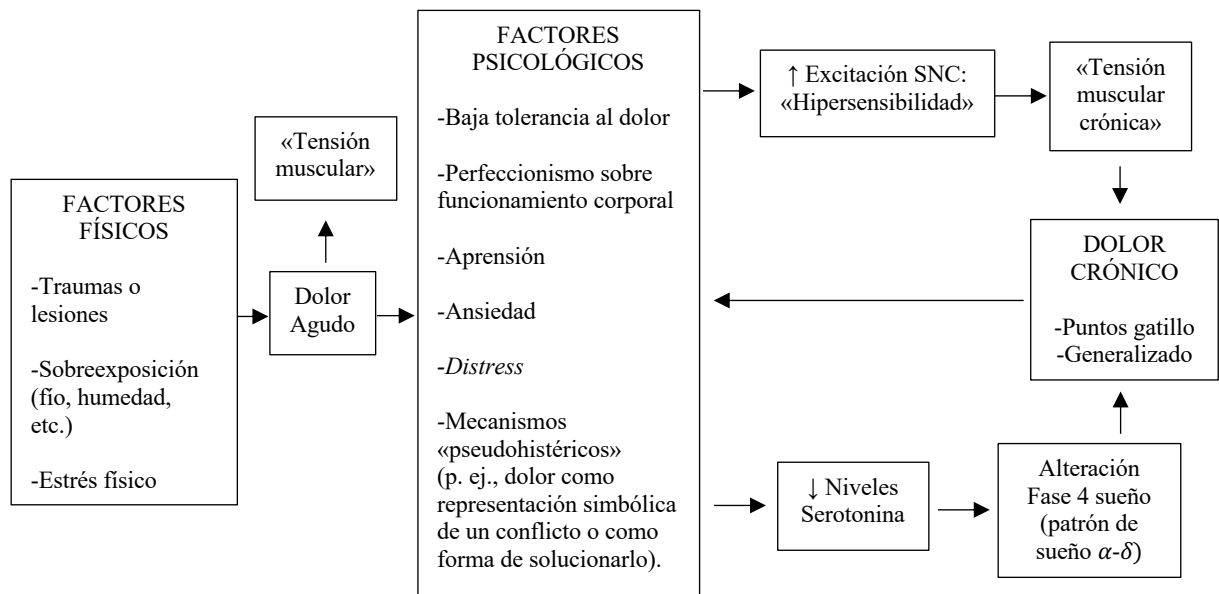 FACTORES
FÍSICOS
-Traumas o
lesiones
-Sobreexposición
(fío, humedad,
etc.)
-Estrés físico
«Tensión
muscular»
Dolor
Agudo
FACTORES
PSICOLÓGICOS
-Baja tolerancia al dolor
-Perfeccionismo sobre
funcionamiento corporal
-Aprensión
-Ansiedad
-Distress
-Mecanismos
«pseudohistéricos»
(p. ej., dolor como
representación simbólica
de un conflicto o como
forma de solucionarlo).
↑ Excitación SNC:
«Hipersensibilidad»
«Tensión
muscular
crónica»
DOLOR
CRÓNICO
-Puntos gatillo
-Generalizado
↓ Niveles
Serotonina
Alteración
Fase 4 sueño
(patrón de
sueño α-δ)